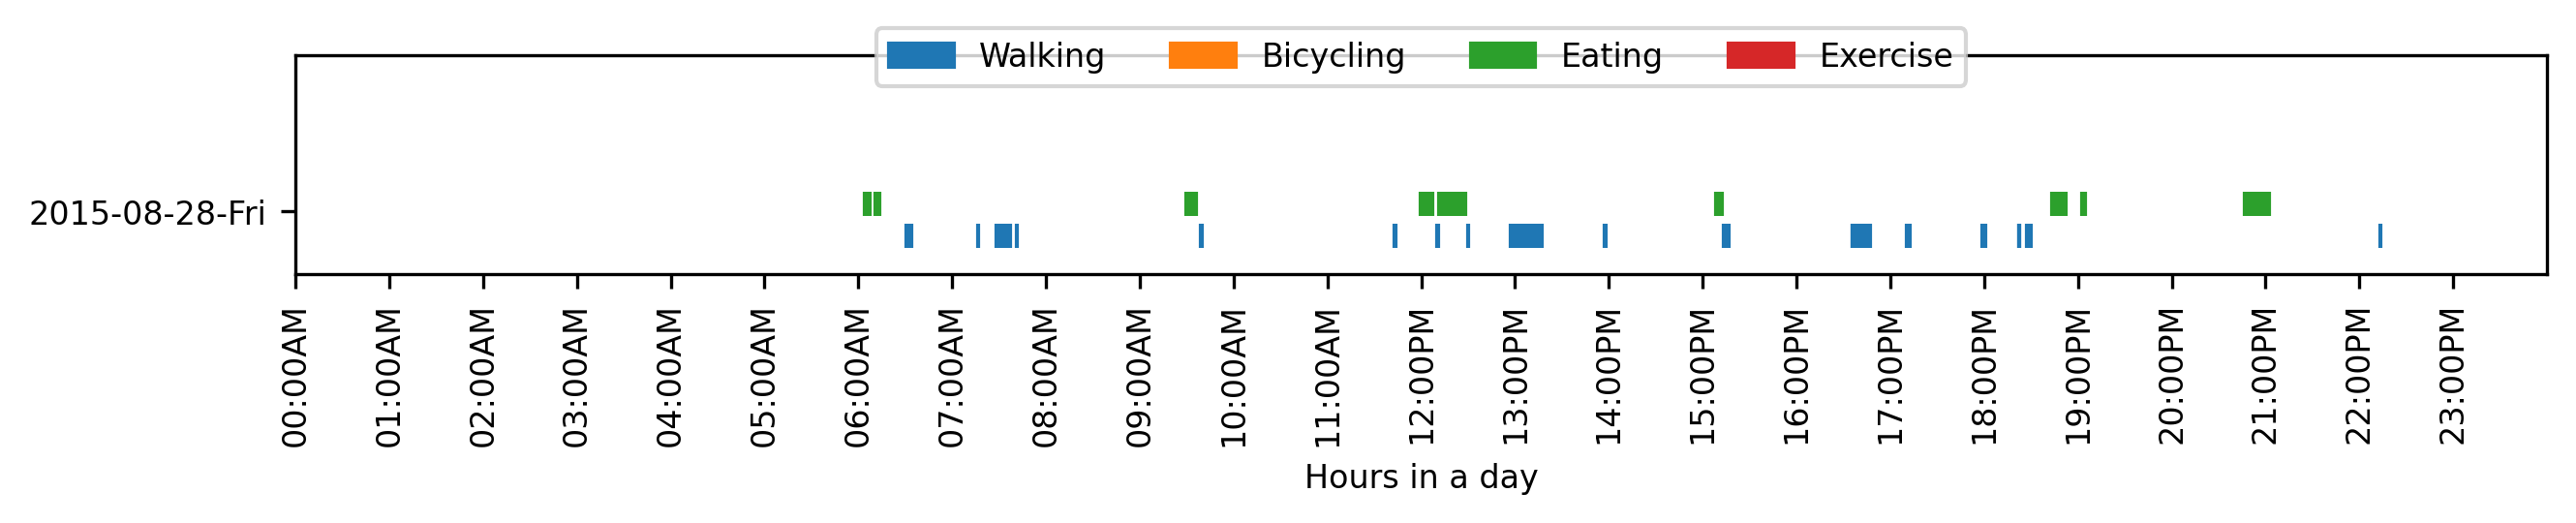 Walking Bicycling Eating Exercise
2015-08-28-Fri
00:00AM
01:00AM
02:00AM
03:00AM
04:00AM
05:00AM
06:00AM
07:00AM
08:00AM
09:00AM
10:00AM
11:00AM
12:00PM
13:00PM
14:00PM
15:00PM
16:00PM
17:00PM
18:00PM
19:00PM
20:00PM
21:00PM
22:00PM
23:00PM
Hours in a day